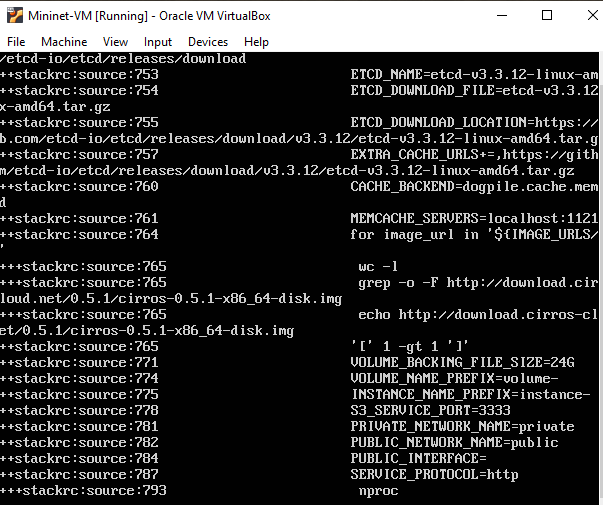 Mininet-VM [Running] - Oracle VM VirtualBox
File Machine View Input Devices Help
/etcd-io/etcd/releases/download
++stackrc:source:753 ETCD_NAME=etcd-v3.3.12-linux-am
++stackrc:source:754 ETCD_DOWNLOAD_FILE=etcd-v3.3.12
x-amd64.tar.gz
++stackrc:source:755 ETCD_DOWNLOAD_LOCATION=https://
b.com/etcd-io/etcd/releases/download/v3.3.12/etcd-v3.3.12-linux-amd64.tar.g
++stackrc:source:757 EXTRA_CACHE_URLS+=,https://gith
m/etcd-io/etcd/releases/download/v3.3.12/etcd-v3.3.12-linux-amd64.tar.gz
++stackrc:source:760 CACHE_BACKEND=dogpile.cache.mem
d
++stackrc:source:761 MEMCACHE_SERVERS=localhost:1121
++stackrc:source:764 for image_url in '${IMAGE_URLS/
'
+++stackrc:source:765 wc -l
+++stackrc:source:765 grep -o -F http://download.cir
loud.net/0.5.1/cirros-0.5.1-x86_64-disk.img
+++stackrc:source:765 echo http://download.cirros-cl
et/0.5.1/cirros-0.5.1-x86_64-disk.img
++stackrc:source:765 '[' 1 -gt 1 ']'
++stackrc:source:771 VOLUME_BACKING_FILE_SIZE=24G
++stackrc:source:774 VOLUME_NAME_PREFIX=volume-
++stackrc:source:775 INSTANCE_NAME_PREFIX=instance-
++stackrc:source:778 S3_SERVICE_PORT=3333
++stackrc:source:781 PRIVATE_NETWORK_NAME=private
++stackrc:source:782 PUBLIC_NETWORK_NAME=public
++stackrc:source:784 PUBLIC_INTERFACE=
++stackrc:source:787 SERVICE_PROTOCOL=http
+++stackrc:source:793 nproc